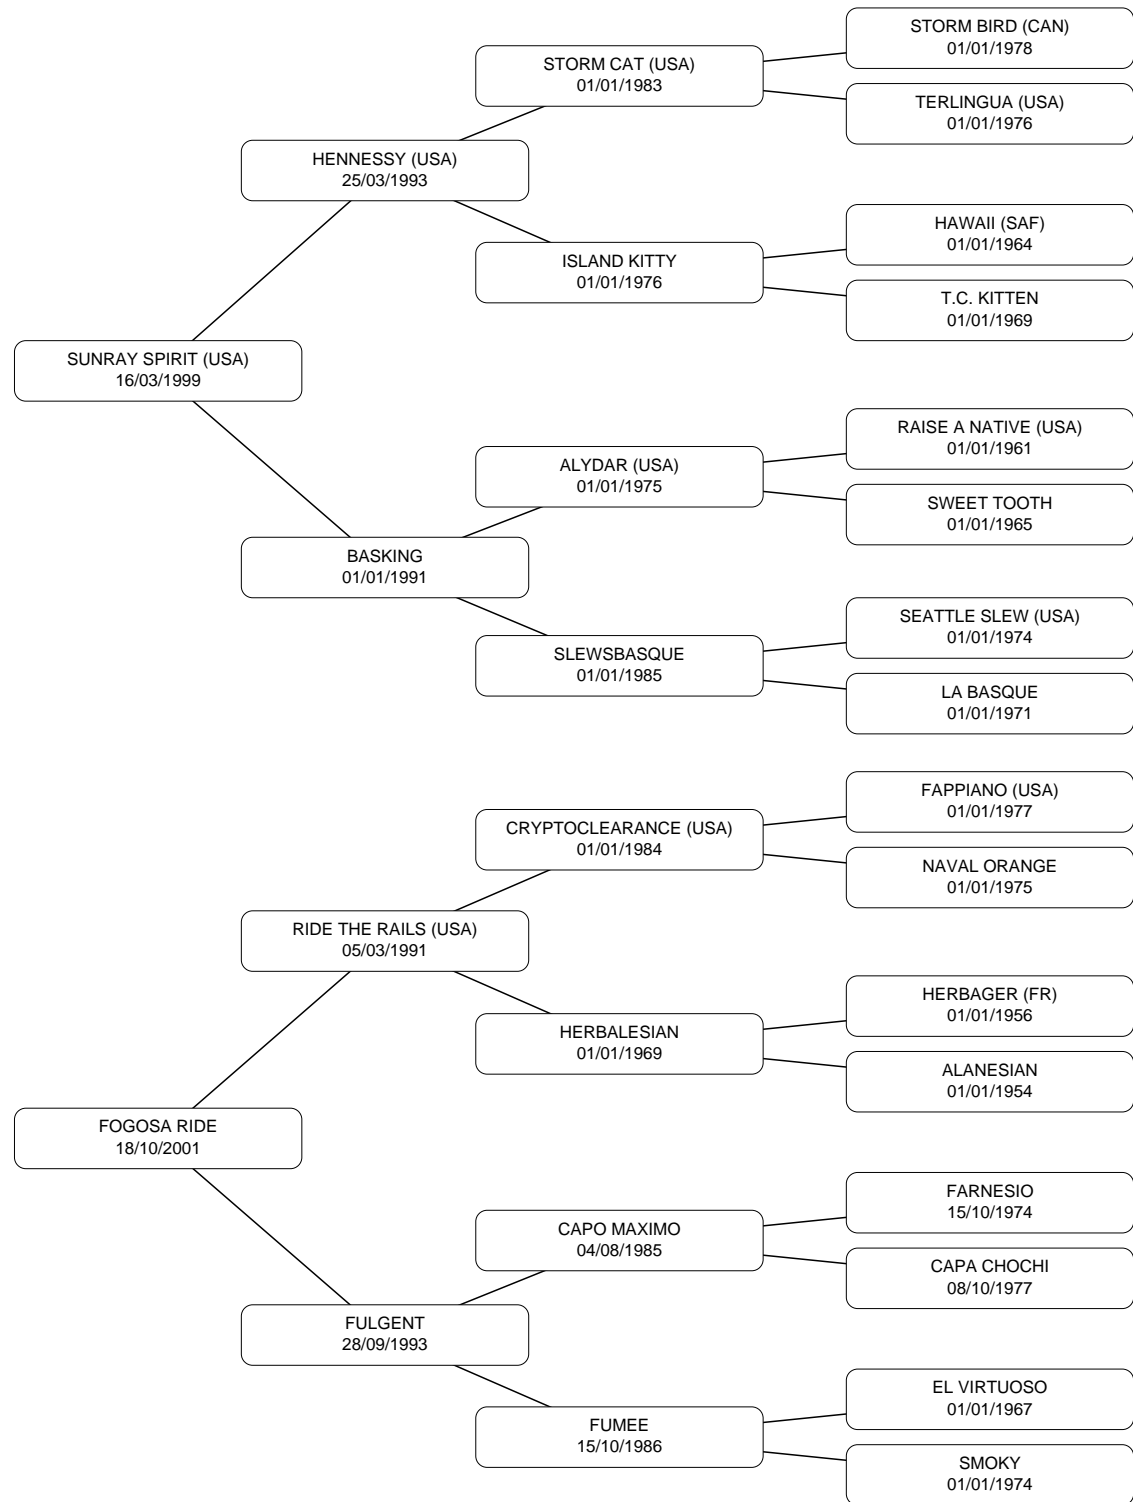 STORM BIRD (CAN)
01/01/1978
STORM CAT (USA)
01/01/1983
TERLINGUA (USA)
01/01/1976
HENNESSY (USA)
25/03/1993
HAWAII (SAF)
01/01/1964
ISLAND KITTY
01/01/1976
T.C. KITTEN
01/01/1969
SUNRAY SPIRIT (USA)
16/03/1999
RAISE A NATIVE (USA)
01/01/1961
ALYDAR (USA)
01/01/1975
SWEET TOOTH
01/01/1965
BASKING
01/01/1991
SEATTLE SLEW (USA)
01/01/1974
SLEWSBASQUE
01/01/1985
LA BASQUE
01/01/1971
FAPPIANO (USA)
01/01/1977
CRYPTOCLEARANCE (USA)
01/01/1984
NAVAL ORANGE
01/01/1975
RIDE THE RAILS (USA)
05/03/1991
HERBAGER (FR)
01/01/1956
HERBALESIAN
01/01/1969
ALANESIAN
01/01/1954
FOGOSA RIDE
18/10/2001
FARNESIO
15/10/1974
CAPO MAXIMO
04/08/1985
CAPA CHOCHI
08/10/1977
FULGENT
28/09/1993
EL VIRTUOSO
01/01/1967
FUMEE
15/10/1986
SMOKY
01/01/1974